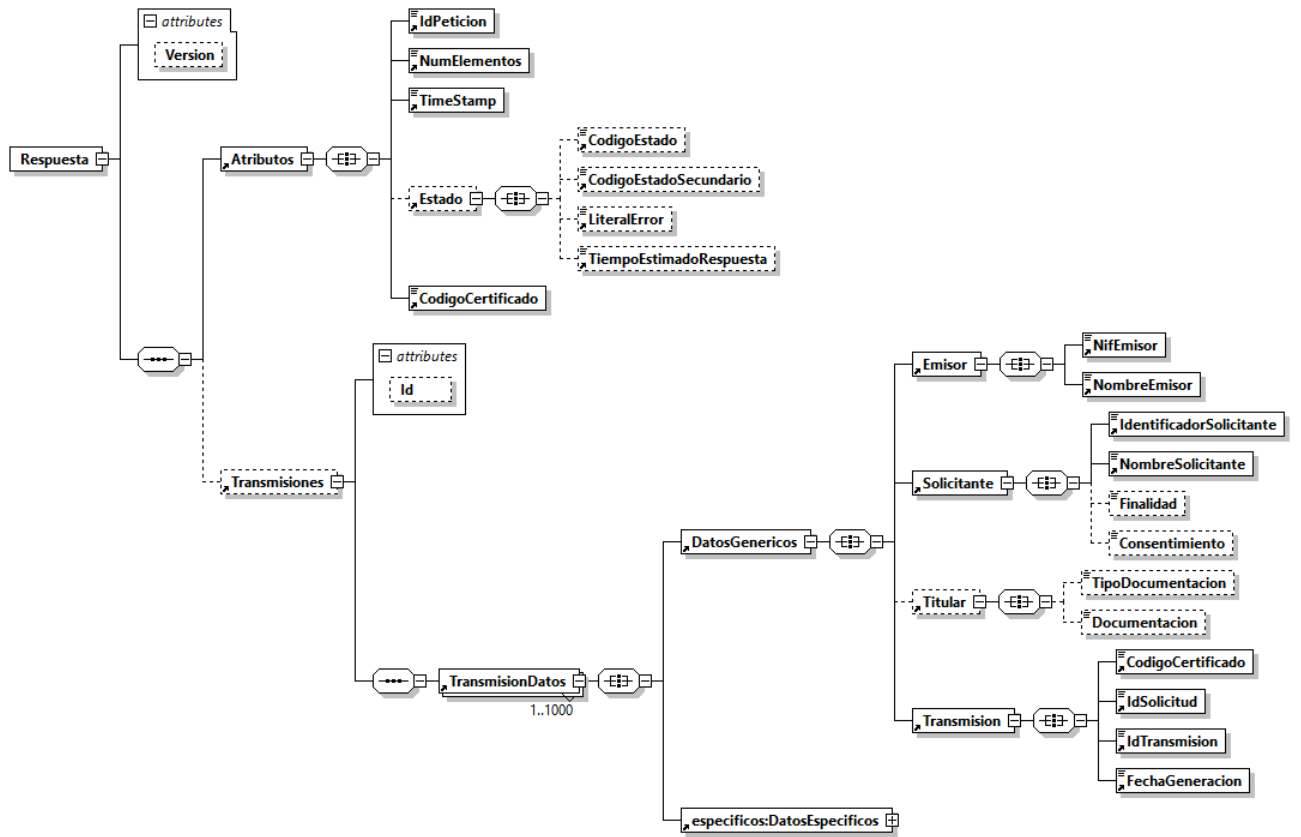 attributes
Version
Respuesta
Atributos
IdPeticion
NumElementos
TimeStamp
Estado
CodigoEstado
CodigoEstadoSecundario
LiteralError
TiempoEstimadoRespuesta
CodigoCertificado
Transmisiones
attributes
Id
TransmisionDatos
1..1000
DatosGenericos
Emisor
NifEmisor
NombreEmisor
Solicitante
IdentificadorSolicitante
NombreSolicitante
Finalidad
Consentimiento
Titular
TipoDocumentacion
Documentacion
Transmision
CodigoCertificado
IdSolicitud
IdTransmision
FechaGeneracion
especificos:DatosEspecificos